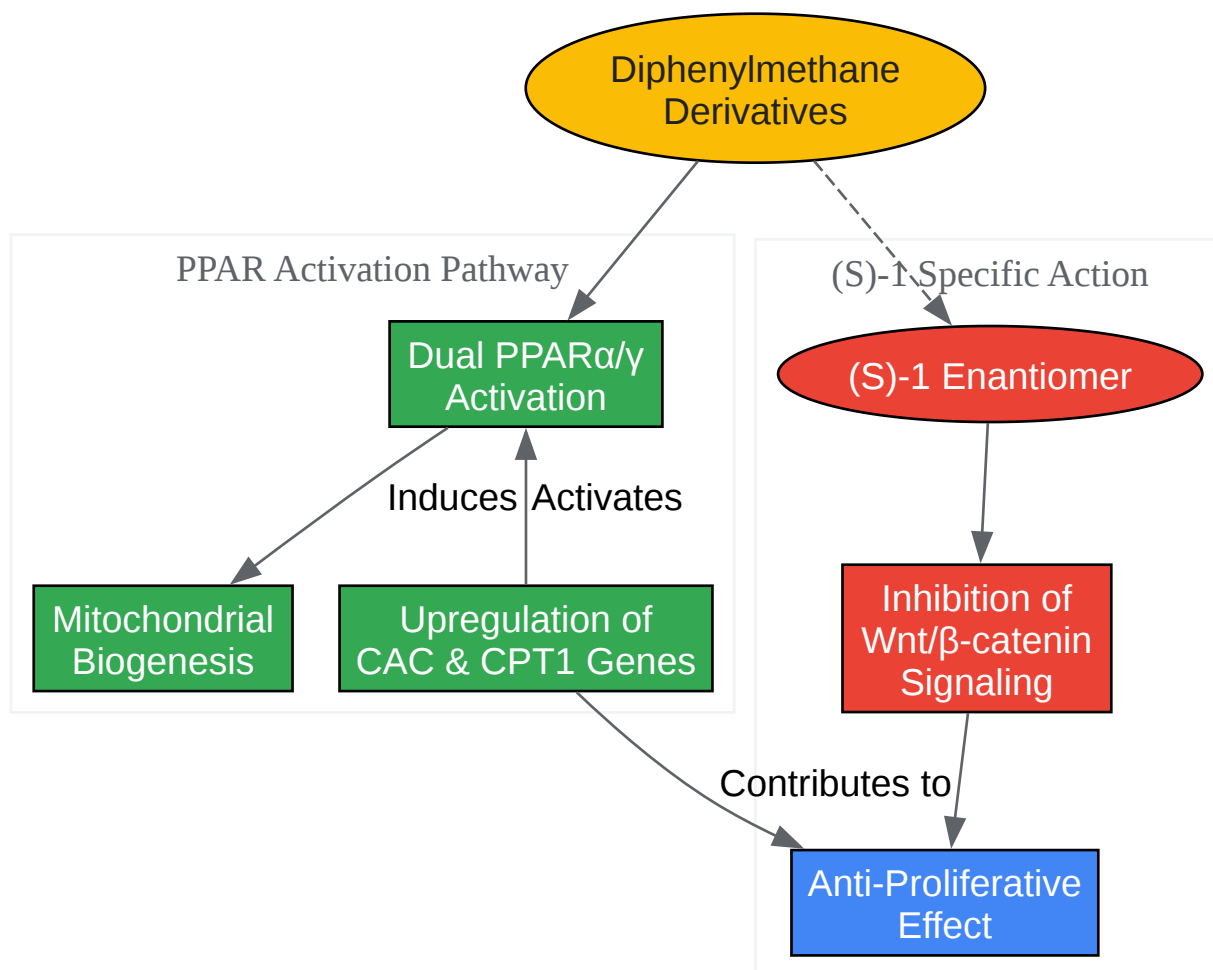 Diphenylmethane
Derivatives
PPAR Activation Pathway
(S)-1 Specific Action
Dual PPARα/γ
Activation
(S)-1 Enantiomer
Induces
Activates
Mitochondrial
Biogenesis
Upregulation of
CAC & CPT1 Genes
Inhibition of
Wnt/β-catenin
Signaling
Contributes to
Anti-Proliferative
Effect